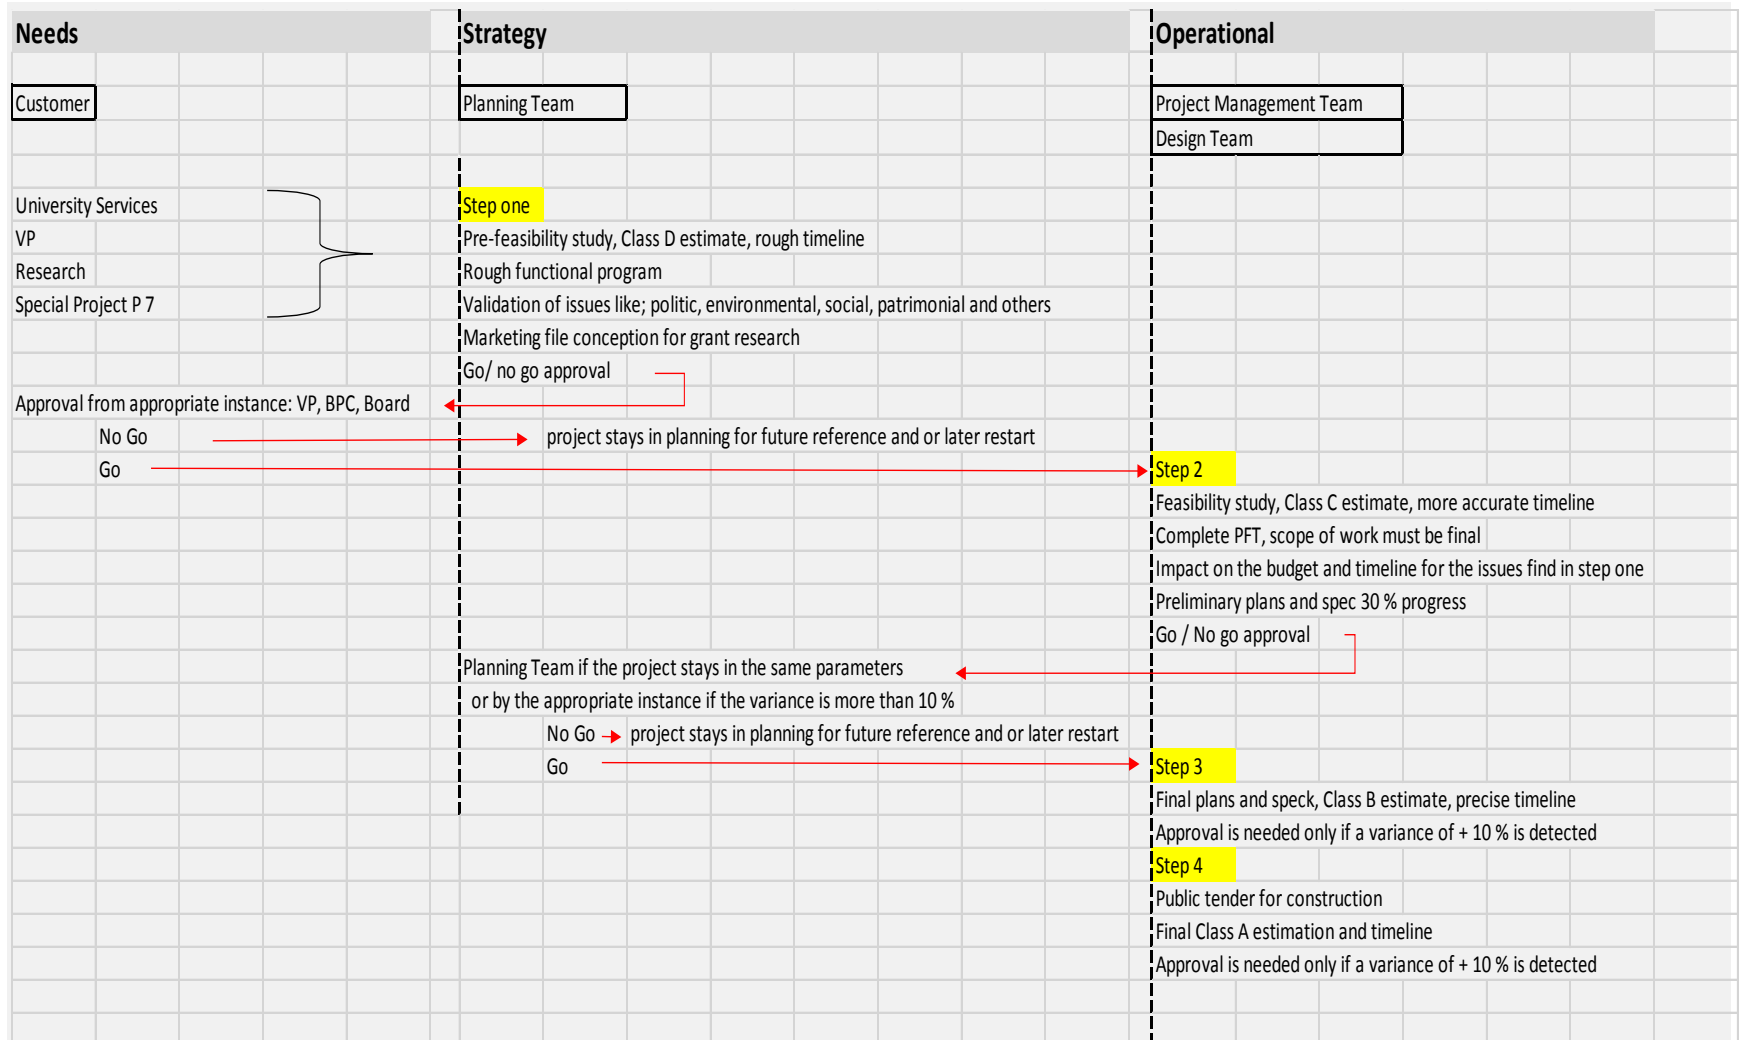 Needs
Strategy
Operational
Customer
Planning Team
Project Management Team
Design Team
University Services
Step one
VP
Pre-feasibility study, Class D estimate, rough timeline
Research
Rough functional program
Special Project P 7
Validation of issues like; politic, environmental, social, patrimonial and others
Marketing file conception for grant research
Go/ no go approval
Approval from appropriate instance: VP, BPC, Board
No Go
project stays in planning for future reference and or later restart
Go
Step 2
Feasibility study, Class C estimate, more accurate timeline
Complete PFT, scope of work must be final
Impact on the budget and timeline for the issues find in step one
Preliminary plans and spec 30 % progress
Go / No go approval
Planning Team if the project stays in the same parameters
or by the appropriate instance if the variance is more than 10 %
No Go
project stays in planning for future reference and or later restart
Go
Step 3
Final plans and speck, Class B estimate, precise timeline
Approval is needed only if a variance of + 10 % is detected
Step 4
Public tender for construction
Final Class A estimation and timeline
Approval is needed only if a variance of + 10 % is detected